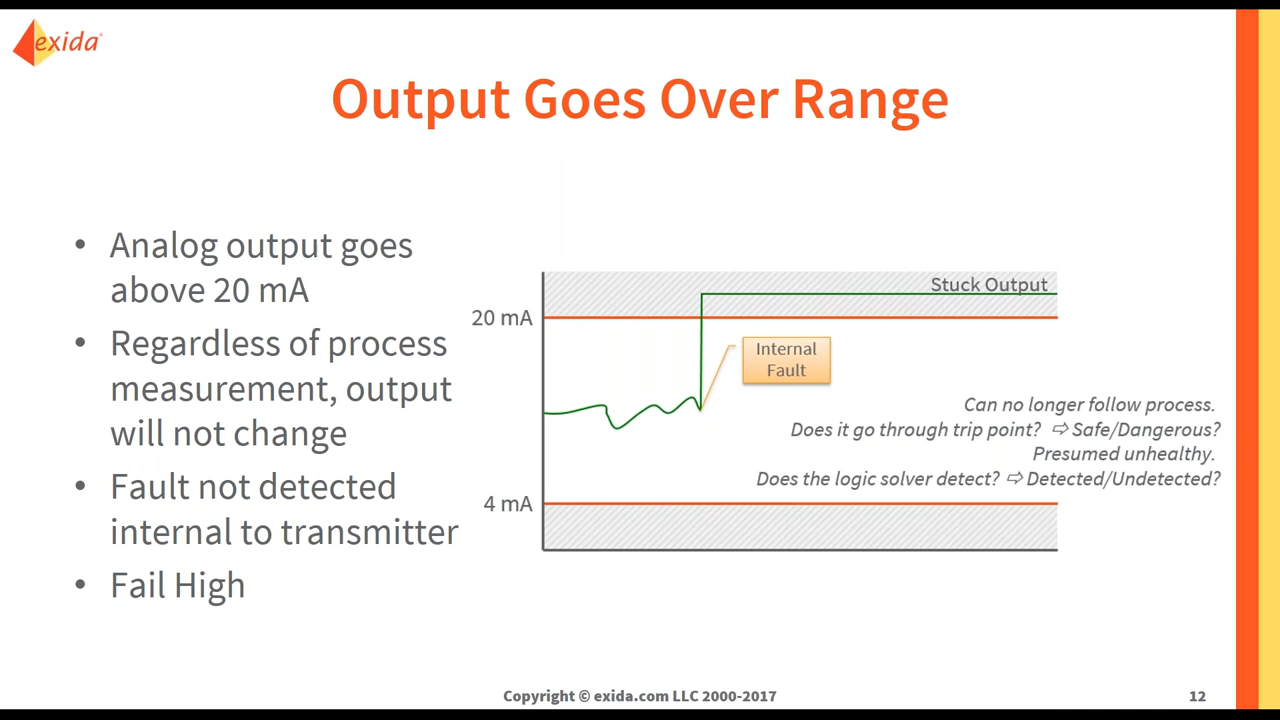 exida
Output Goes Over Range
• Analog output goes
above 20 mA
• Regardless of process
measurement, output
will not change
• Fault not detected
internal to transmitter
• Fail High
Stuck Output
20 mA
Internal
Fault
Can no longer follow process.
Does it go through trip point? ⇨ Safe/Dangerous?
Presumed unhealthy.
Does the logic solver detect? ⇨ Detected/Undetected?
4 mA
Copyright © exida.com LLC 2000-2017
12